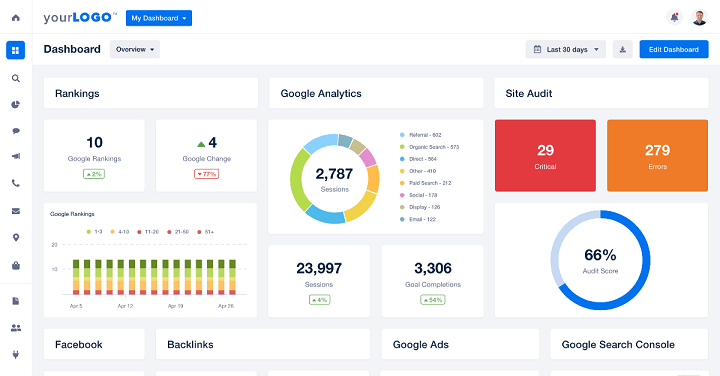 yourLOGO™
My Dashboard
Dashboard
Overview
Last 30 days
Edit Dashboard
Rankings
Google Analytics
Site Audit
10
Google Rankings
2%
4
Google Change
77%
2,787
Sessions
Referral - 602
Organic Search - 573
Direct - 564
Other - 410
Paid Search - 212
Social - 178
Display - 126
Email - 122
29
Critical
279
Errors
Google Rankings
1-3
4-10
11-20
21-50
51+
20
10
Apr 5
Apr 12
Apr 19
Apr 26
23,997
Sessions
4%
3,306
Goal Completions
54%
66%
Audit Score
Facebook
Backlinks
Google Ads
Google Search Console